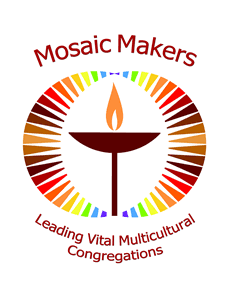 Mosaic Makers
Leading Vital Multicultural
Congregations